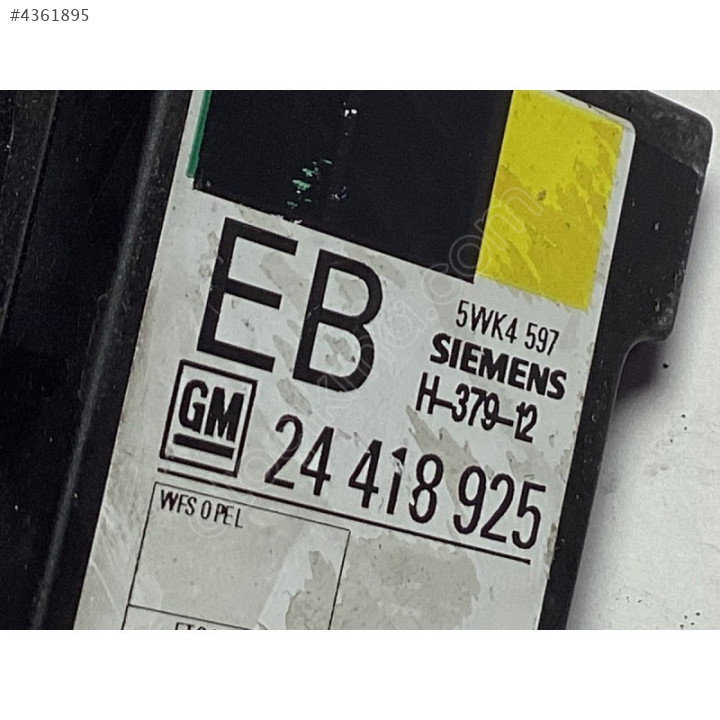 #4361895
EB
5WK4 597
SIEMENS
H-379-12
GM
24 418 925
WFS OPEL